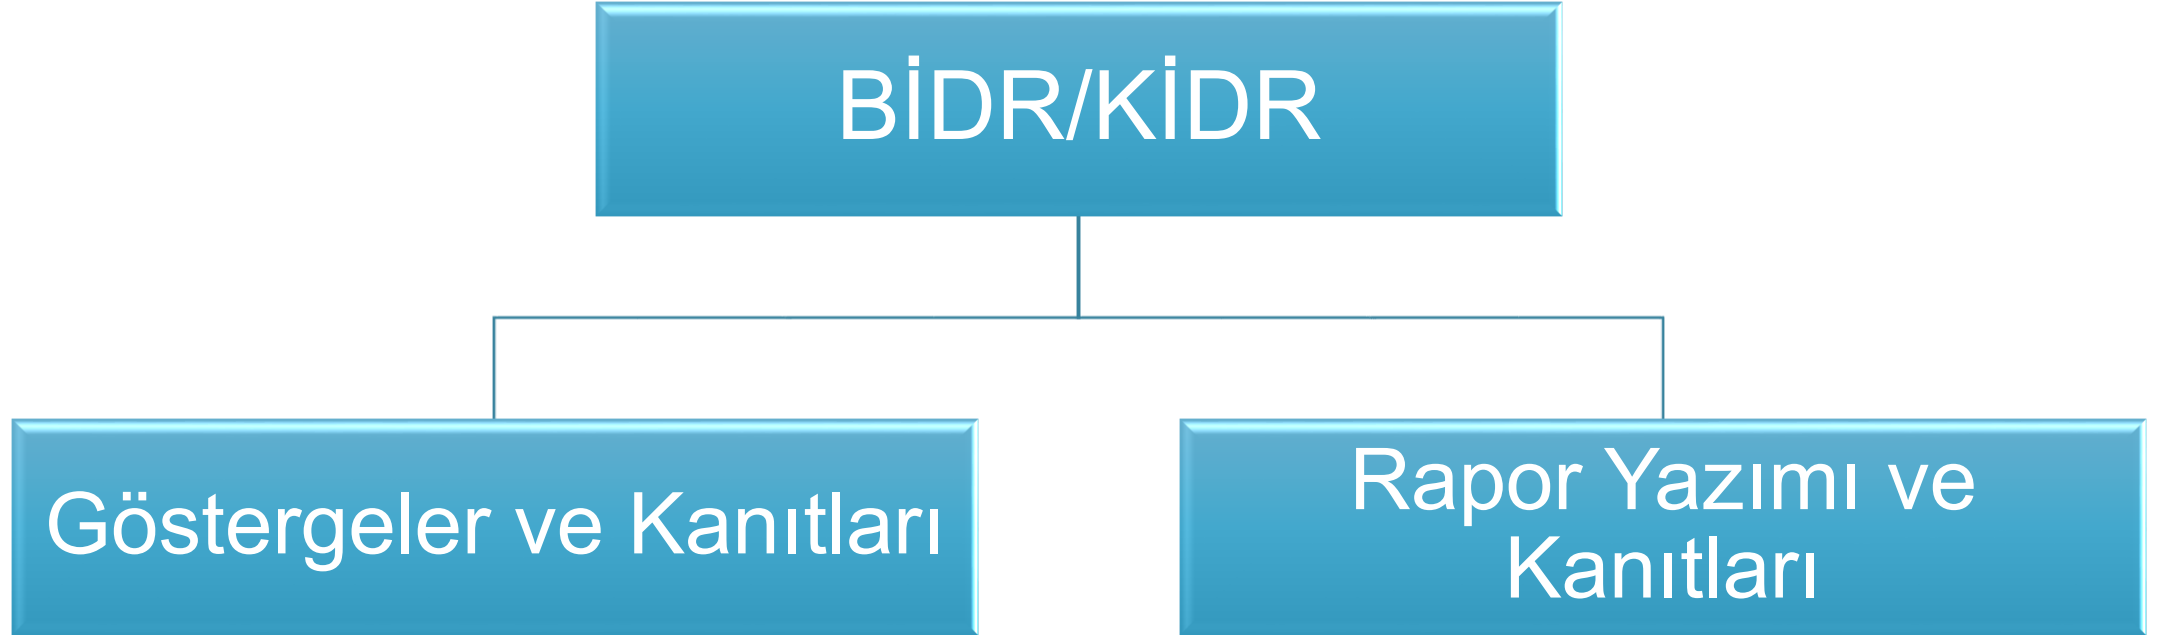 BİDR/KİDR
Göstergeler ve Kanıtları
Rapor Yazımı ve
Kanıtları